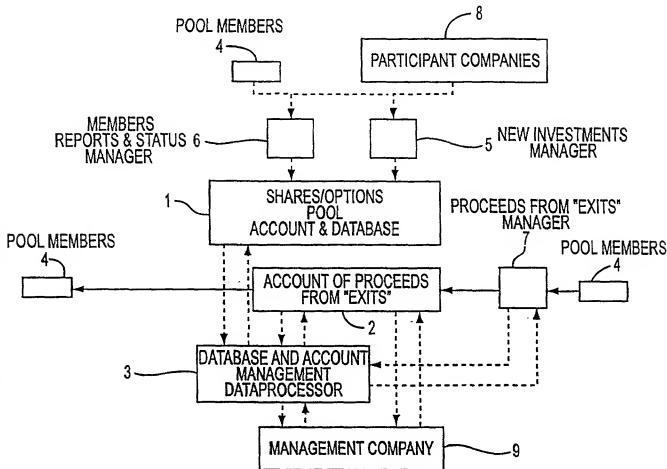 POOL MEMBERS
4
8
PARTICIPANT COMPANIES
MEMBERS
REPORTS & STATUS
MANAGER
6
5
NEW INVESTMENTS
MANAGER
1
SHARES/OPTIONS
POOL
ACCOUNT & DATABASE
PROCEEDS FROM "EXITS"
MANAGER
7
POOL MEMBERS
4
POOL MEMBERS
4
ACCOUNT OF PROCEEDS
FROM "EXITS"
2
3
DATABASE AND ACCOUNT
MANAGEMENT
DATAPROCESSOR
MANAGEMENT COMPANY
9